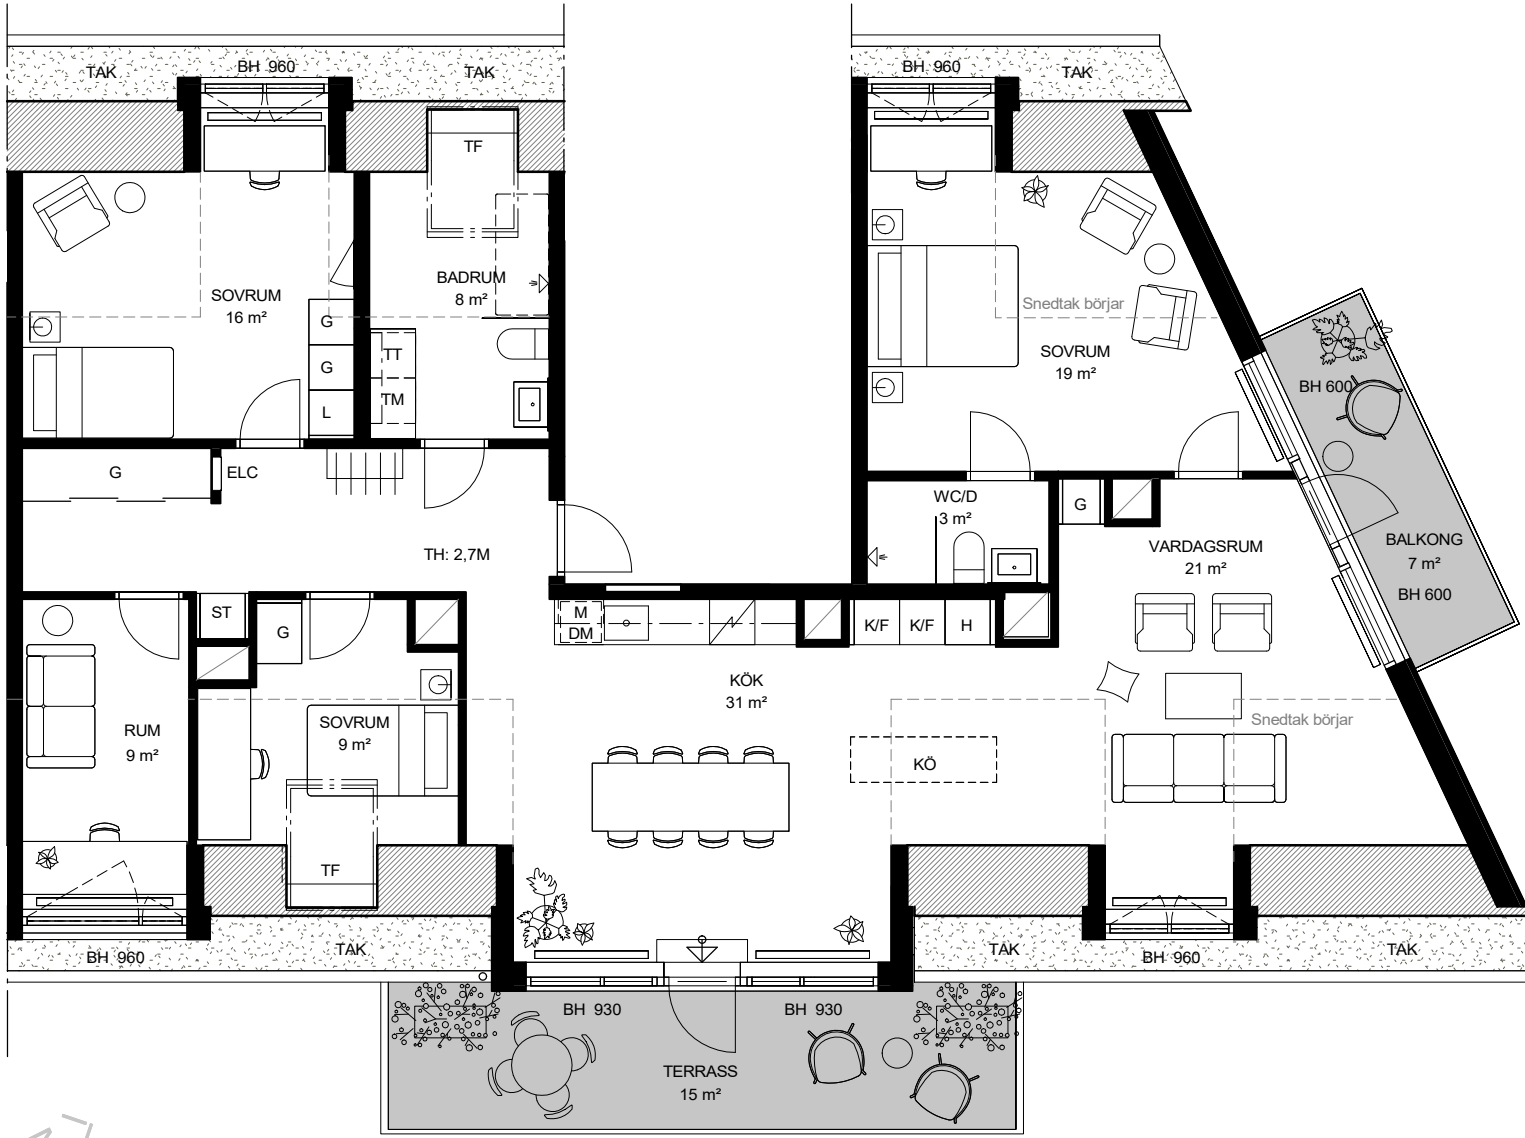 TAK
BH 960
TAK
BH 960
TAK
TF
SOVRUM
16 m²
BADRUM
8 m²
G
G
L
TT
TM
Snedtak börjar
SOVRUM
19 m²
BH 600
G
ELC
WC/D
3 m²
G
TH: 2,7M
VARDAGSRUM
21 m²
BALKONG
7 m²
BH 600
ST
G
M
DM
K/F
K/F
H
KÖK
31 m²
RUM
9 m²
SOVRUM
9 m²
Snedtak börjar
KÖ
TF
BH 960
TAK
TAK
BH 960
TAK
BH 930
BH 930
TERRASS
15 m²